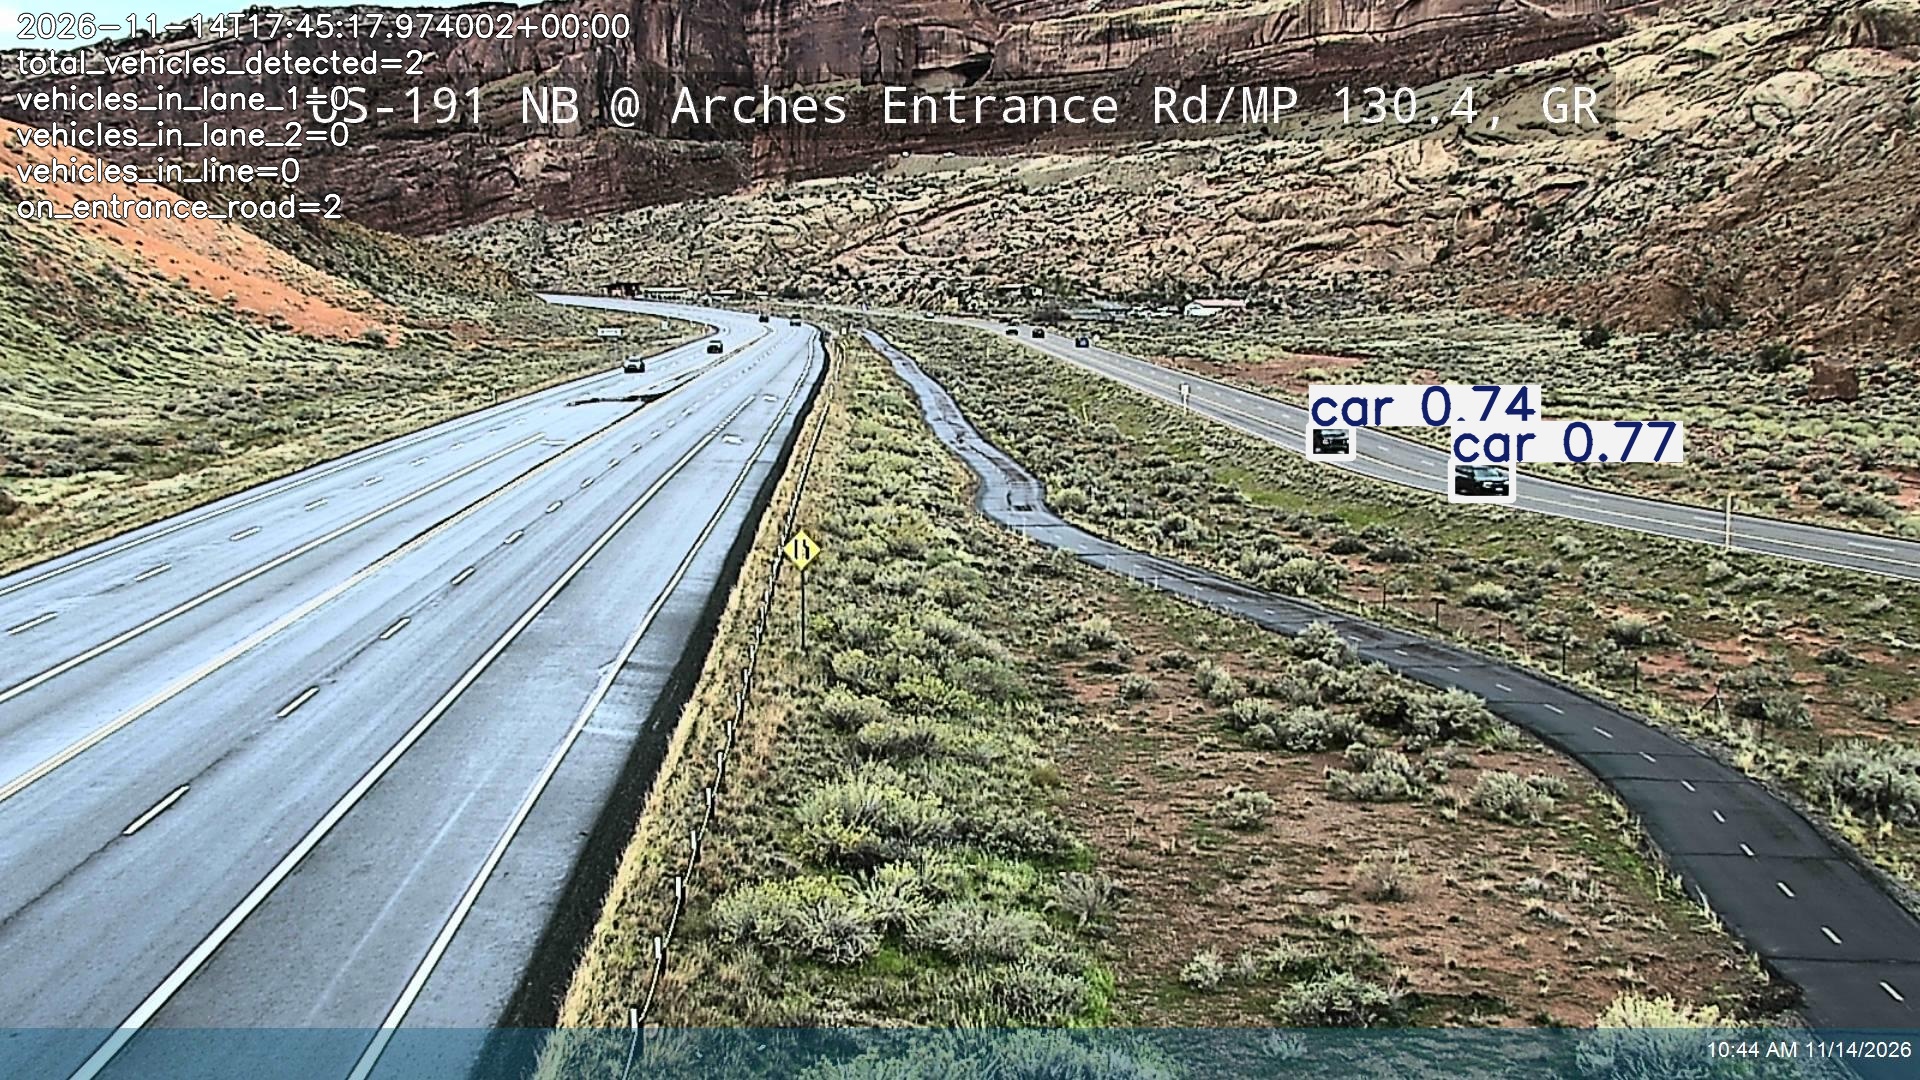 2026-11-14T17:45:17.974002+00:00
total_vehicles_detected=2
vehicles_in_lane_1=0
US-191 NB @ Arches Entrance Rd/MP 130.4, GR
vehicles_in_lane_2=0
vehicles_in_line=0
on_entrance_road=2
car 0.74
car 0.77
10:44 AM 11/14/2026